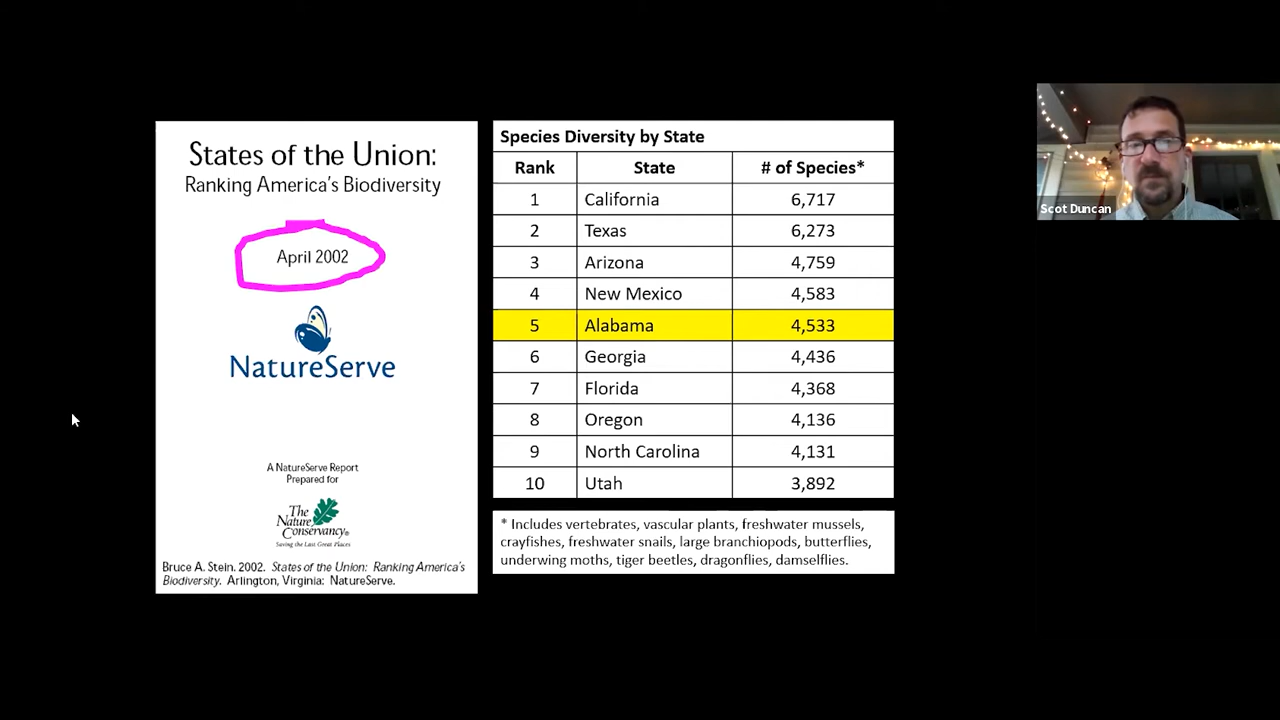 States of the Union:
Ranking America's Biodiversity
April 2002
NatureServe
A NatureServe Report
Prepared for
The
Nature
Conservancy®
Saving the Last Great Places
Bruce A. Stein. 2002. States of the Union: Ranking America's
Biodiversity. Arlington, Virginia: NatureServe.
Species Diversity by State
Rank State # of Species*
1 California 6,717
2 Texas 6,273
3 Arizona 4,759
4 New Mexico 4,583
5 Alabama 4,533
6 Georgia 4,436
7 Florida 4,368
8 Oregon 4,136
9 North Carolina 4,131
10 Utah 3,892
* Includes vertebrates, vascular plants, freshwater mussels,
crayfishes, freshwater snails, large branchiopods, butterflies,
underwing moths, tiger beetles, dragonflies, damselflies.
Scot Duncan